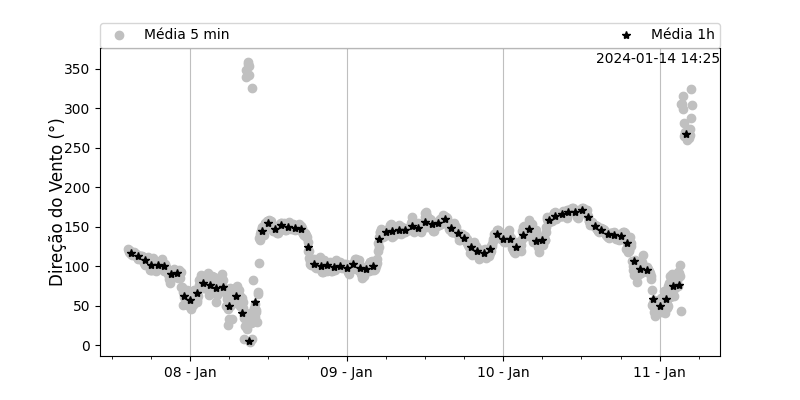 Média 5 min
Média 1h
2024-01-14 14:25
Direção do Vento (°)
350
300
250
200
150
100
50
0
08 - Jan
09 - Jan
10 - Jan
11 - Jan